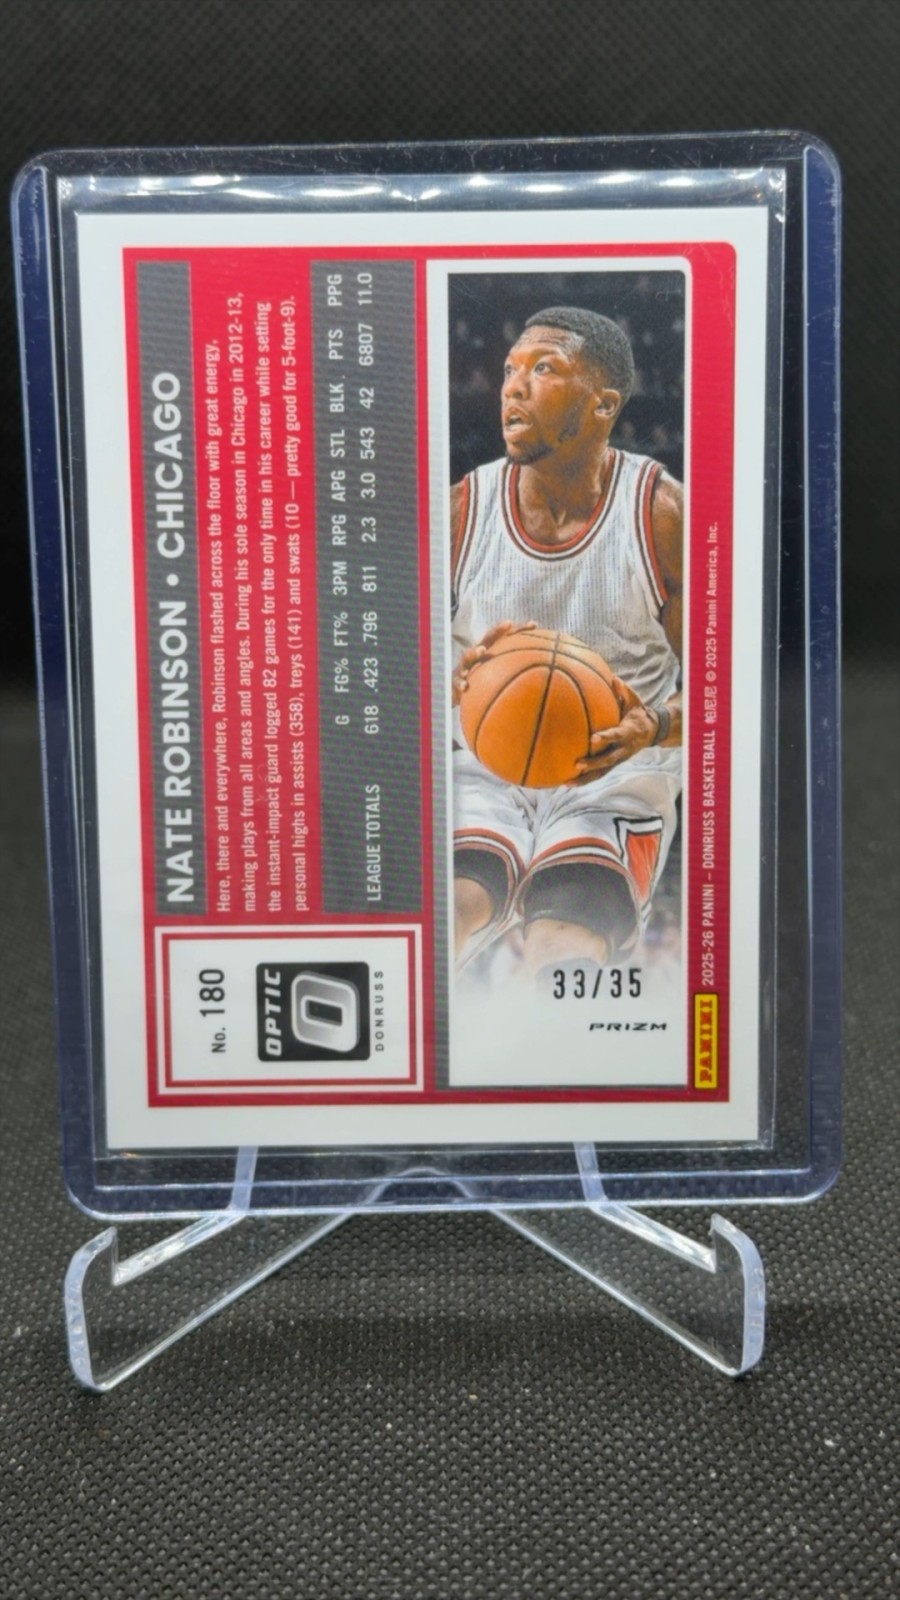 NATE ROBINSON • CHICAGO
Here, there and everywhere, Robinson flashed across the floor with great energy,
making plays from all areas and angles. During his sole season in Chicago in 2012-13,
the instant-impact guard logged 82 games for the only time in his career while setting
personal highs in assists (358), treys (141) and swats (10 — pretty good for 5-foot-9).
G FG% FT% 3PM RPG APG STL BLK. PTS PPG
LEAGUE TOTALS 618 .423 .796 811 2.3 3.0 543 42 6807 11.0
No. 180
OPTIC
DONRUSS
33/35
PRIZM
PANINI
2025-26 PANINI – DONRUSS BASKETBALL 帕尼尼 © 2025 Panini America, Inc.